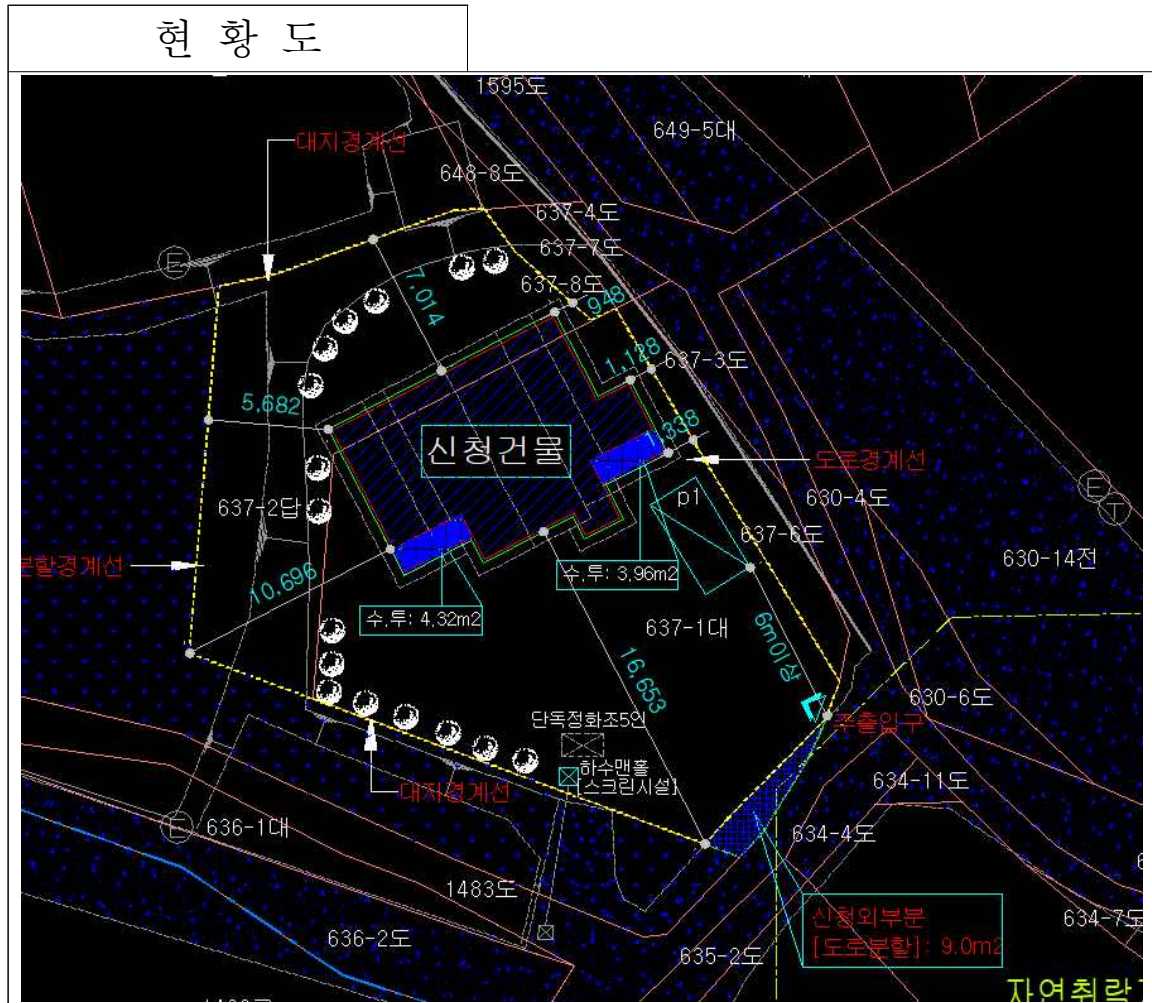 현 황 도
1595도
649-5대
대지경계선
648-8도
637-4도
637-7도
637-8도
E
7,014
948
1,128
637-3도
5,682
1,338
신청건물
도로경계선
E
T
p1
630-4도
637-2답
637-6도
630-14전
분할경계선
수.투: 3.96m2
10,696
수.투: 4.32m2
637-1대
6m이상
16,653
630-6도
단독정화조5인
주출입구
하수맨홀
[스크린시설]
634-11도
대지경계선
E
636-1대
634-4도
1483도
신청외부분
[도로분할]: 9.0m2
634-7도
636-2도
635-2도
자연취락